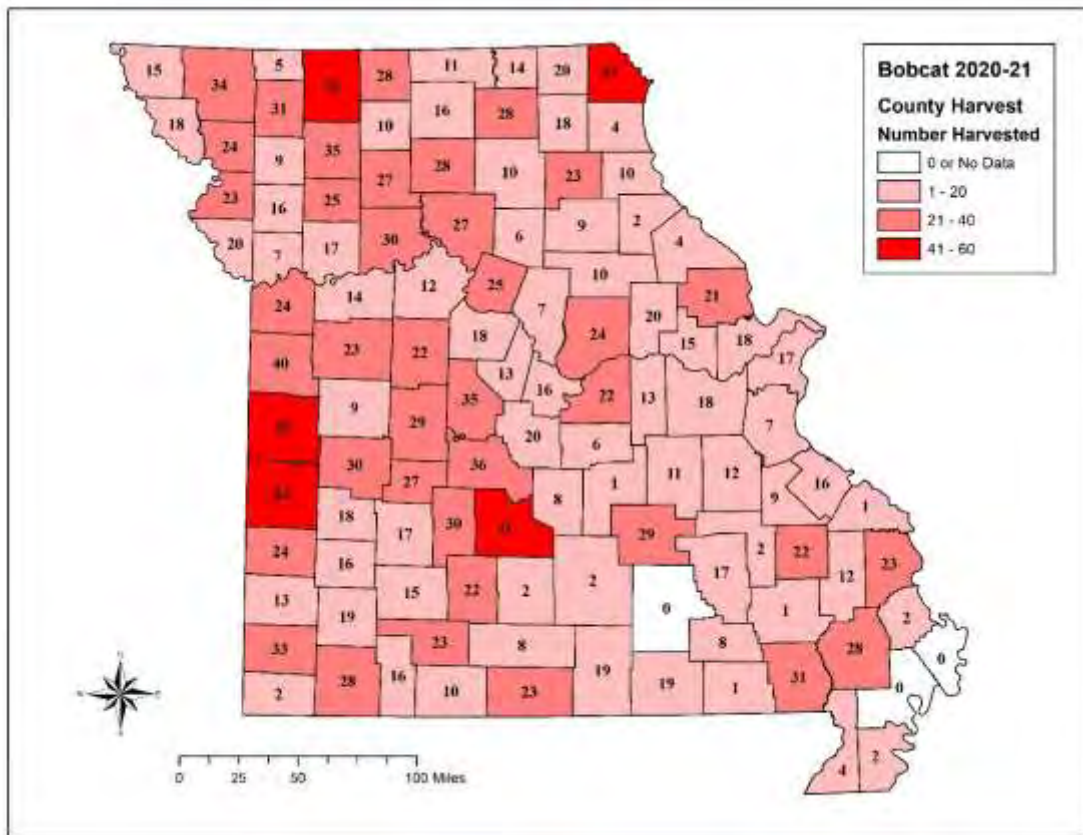 Bobcat 2020-21
County Harvest
Number Harvested
0 or No Data
1 - 20
21 - 40
41 - 60
15 34 5 28 11 14 20
18 31 16 28 18 4
24 9 35 10
23 16 25 27 28 10 23 10
20 7 17 30 27 6 9 2 4
24 14 12 25 7 10 21
40 23 22 18 24 20 15 18 17
9 29 35 13 16 22 13 18 7
30 27 36 20 6
18 17 30 8 1 11 12 9 16 1
24 16 29 2 22 12 23
13 19 15 22 2 2 0 17 1 2
33 23 8 8 28 0
2 28 16 10 23 19 19 1 31 0
4 2
0 25 50 100 Miles